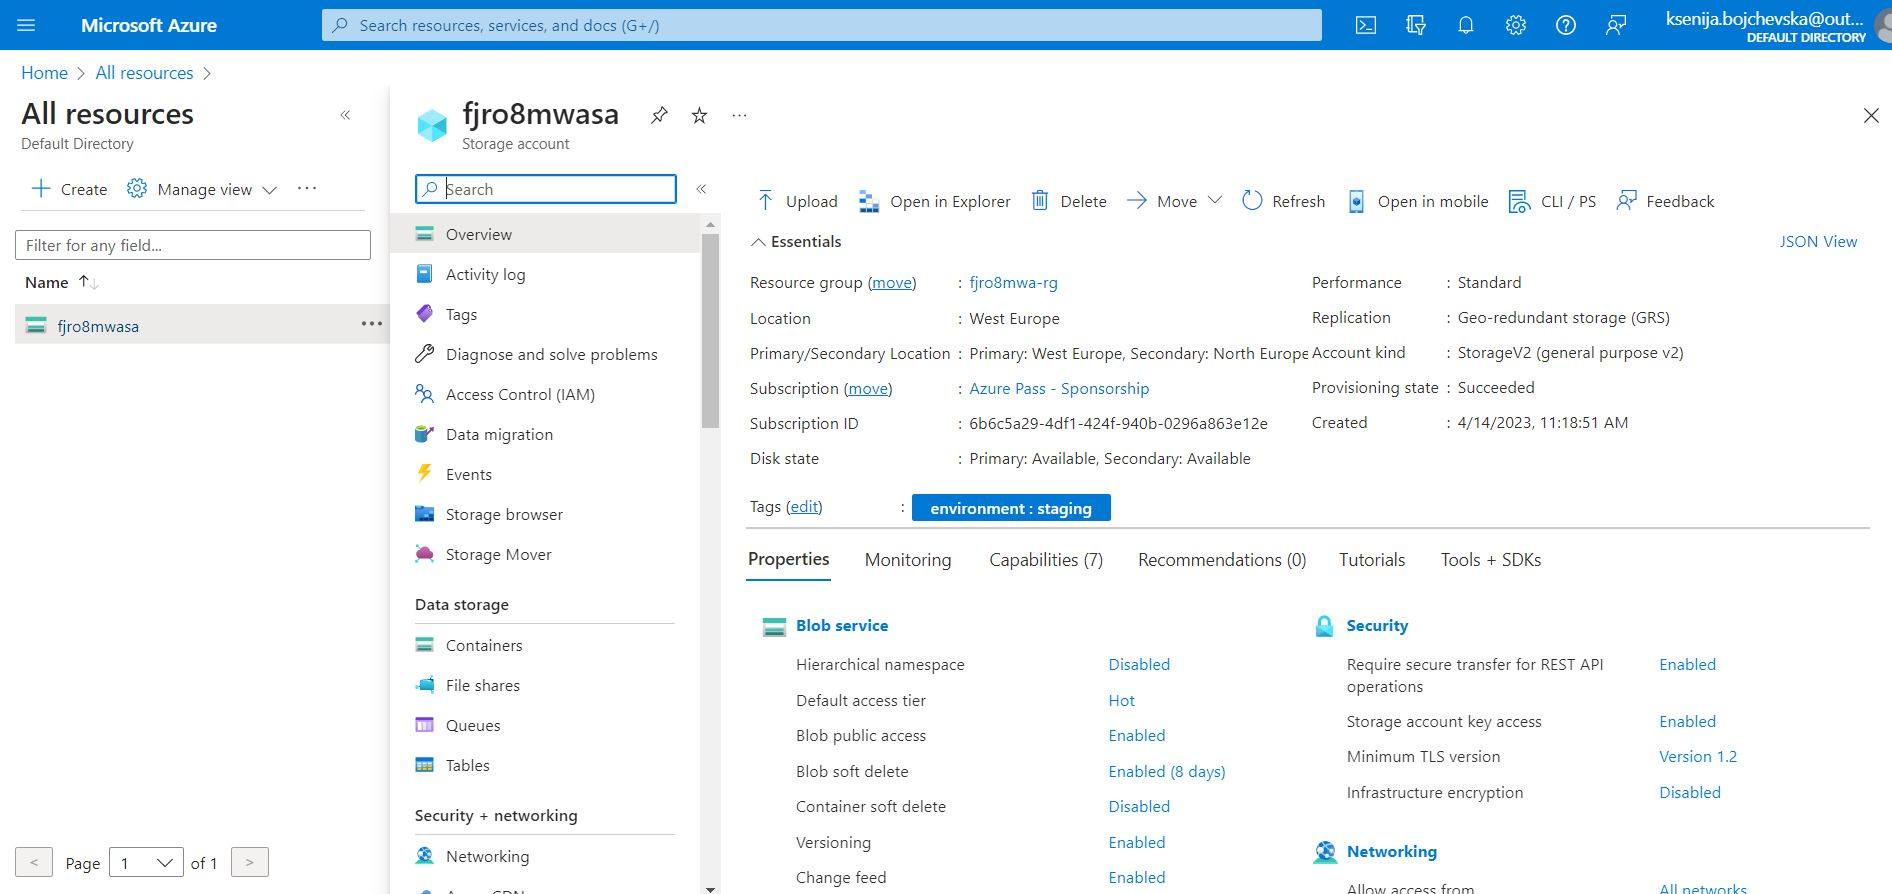 Microsoft Azure
Search resources, services, and docs (G+/)
ksenija.bojchevska@out...
DEFAULT DIRECTORY
Home > All resources >
All resources
«
Default Directory
Create
Manage view
...
Filter for any field...
Name
fjro8mwasa
...
< Page 1 of 1 >
fjro8mwasa
...
Storage account
Search
«
Overview
Activity log
Tags
Diagnose and solve problems
Access Control (IAM)
Data migration
Events
Storage browser
Storage Mover
Data storage
Containers
File shares
Queues
Tables
Security + networking
Networking
Upload Open in Explorer Delete Move Refresh Open in mobile CLI / PS Feedback
Essentials
JSON View
Resource group (move) : fjro8mwa-rg
Location : West Europe
Primary/Secondary Location : Primary: West Europe, Secondary: North Europe
Subscription (move) : Azure Pass - Sponsorship
Subscription ID : 6b6c5a29-4df1-424f-940b-0296a863e12e
Disk state : Primary: Available, Secondary: Available
Performance : Standard
Replication : Geo-redundant storage (GRS)
Account kind : StorageV2 (general purpose v2)
Provisioning state : Succeeded
Created : 4/14/2023, 11:18:51 AM
Tags (edit) : environment : staging
Properties Monitoring Capabilities (7) Recommendations (0) Tutorials Tools + SDKs
Blob service
Hierarchical namespace Disabled
Default access tier Hot
Blob public access Enabled
Blob soft delete Enabled (8 days)
Container soft delete Disabled
Versioning Enabled
Change feed Enabled
Security
Require secure transfer for REST API Enabled
operations
Storage account key access Enabled
Minimum TLS version Version 1.2
Infrastructure encryption Disabled
Networking
Allow access from All networks